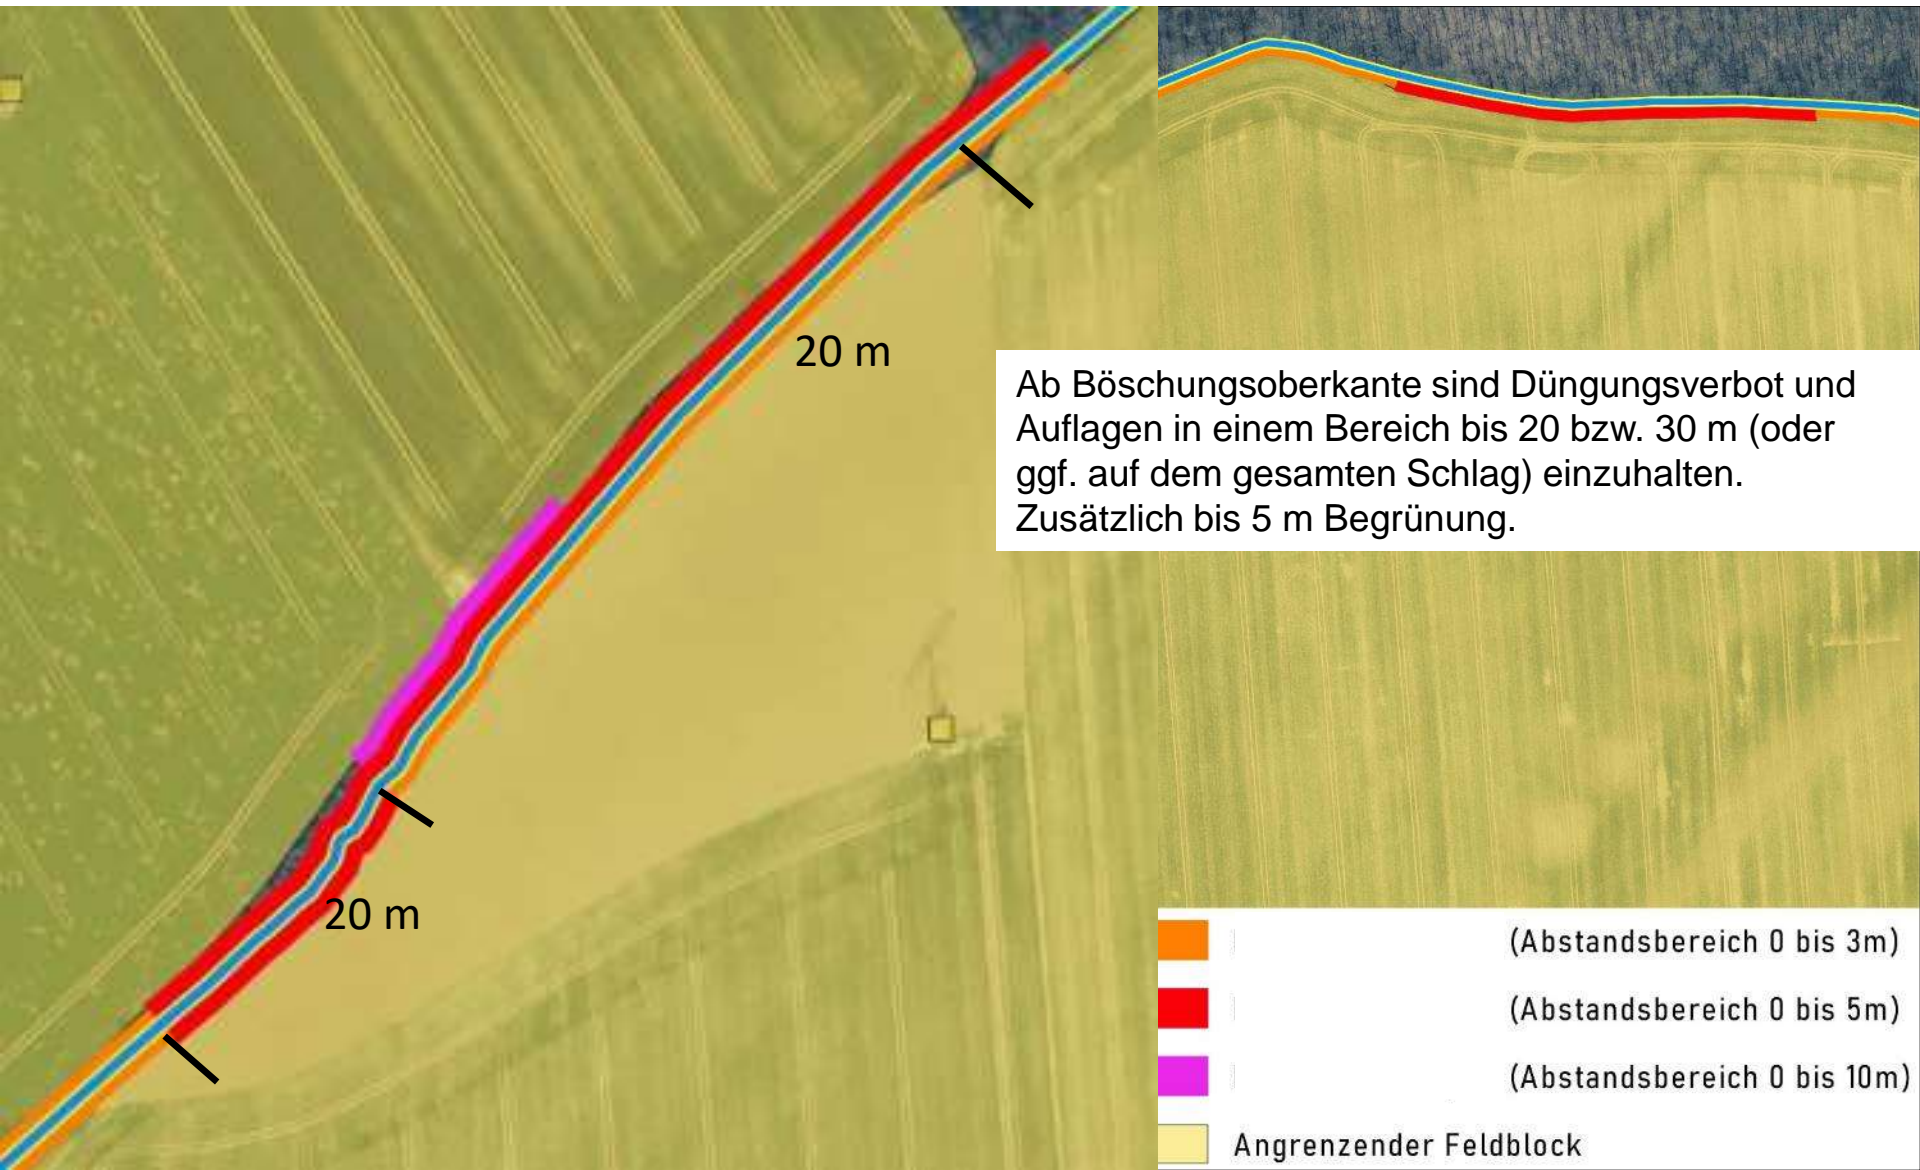 20 m
Ab Böschungsoberkante sind Düngungsverbot und
Auflagen in einem Bereich bis 20 bzw. 30 m (oder
ggf. auf dem gesamten Schlag) einzuhalten.
Zusätzlich bis 5 m Begrünung.
20 m
(Abstandsbereich 0 bis 3m)
(Abstandsbereich 0 bis 5m)
(Abstandsbereich 0 bis 10m)
Angrenzender Feldblock